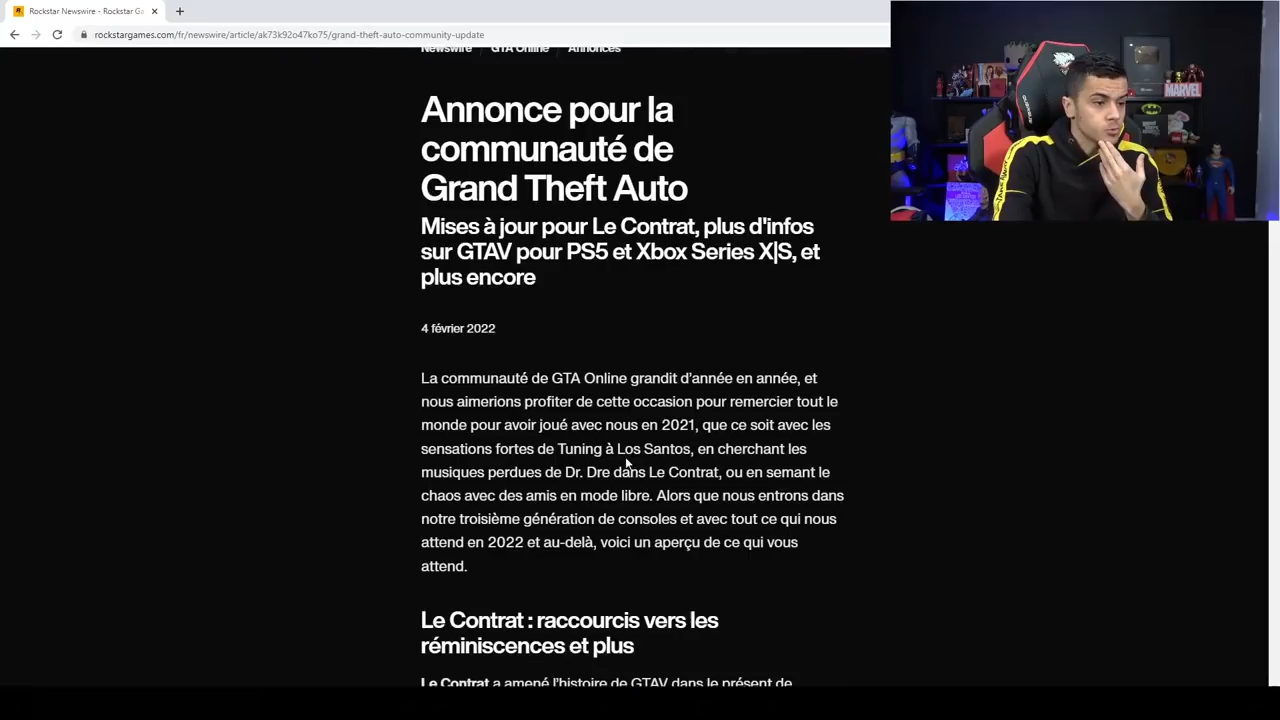 Rockstar Newswire - Rockstar Ga
rockstargames.com/fr/newswire/article/ak73k92o47ko75/grand-theft-auto-community-update
Newswire / GTA Online / Annonces
Annonce pour la
communauté de
Grand Theft Auto
Mises à jour pour Le Contrat, plus d'infos
sur GTAV pour PS5 et Xbox Series X|S, et
plus encore
4 février 2022
La communauté de GTA Online grandit d'année en année, et
nous aimerions profiter de cette occasion pour remercier tout le
monde pour avoir joué avec nous en 2021, que ce soit avec les
sensations fortes de Tuning à Los Santos, en cherchant les
musiques perdues de Dr. Dre dans Le Contrat, ou en semant le
chaos avec des amis en mode libre. Alors que nous entrons dans
notre troisième génération de consoles et avec tout ce qui nous
attend en 2022 et au-delà, voici un aperçu de ce qui vous
attend.
Le Contrat : raccourcis vers les
réminiscences et plus
Le Contrat a amené l'histoire de GTAV dans le présent de
MARVEL